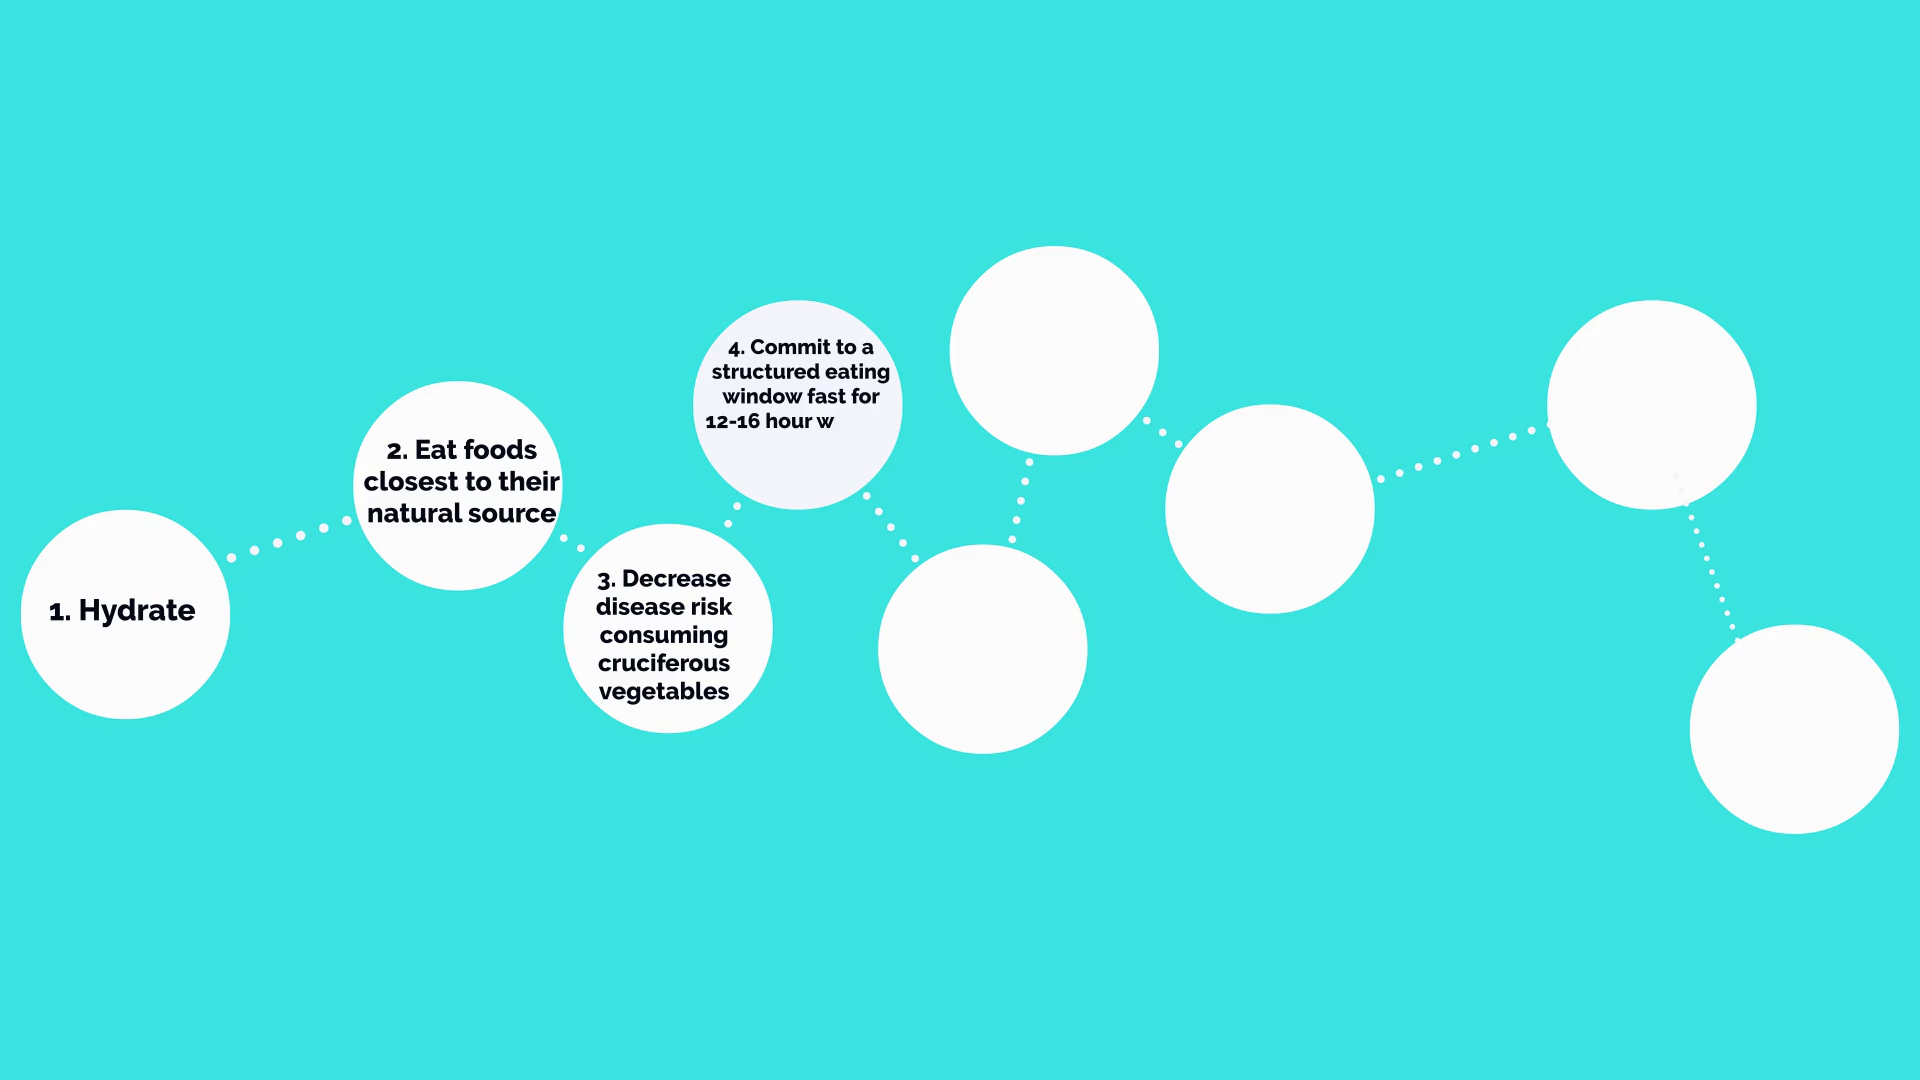 1. Hydrate
2. Eat foods
closest to their
natural source
3. Decrease
disease risk
consuming
cruciferous
vegetables
4. Commit to a
structured eating
window fast for
12-16 hour w